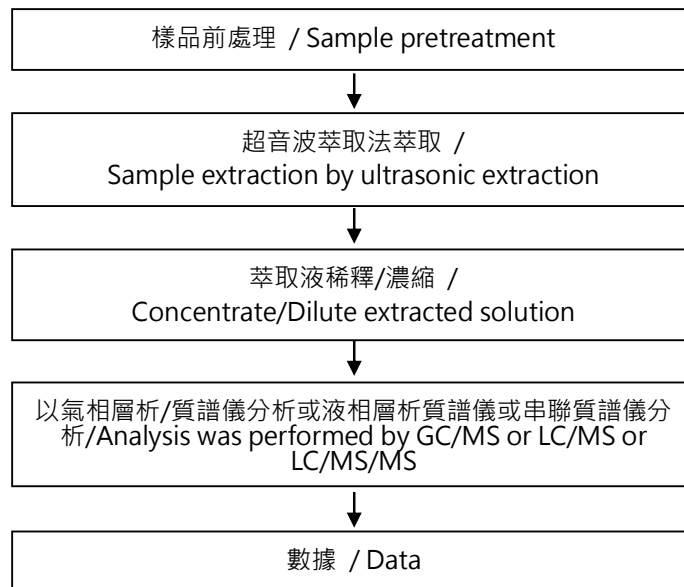 樣品前處理 / Sample pretreatment
超音波萃取法萃取 /
Sample extraction by ultrasonic extraction
萃取液稀釋/濃縮 /
Concentrate/Dilute extracted solution
以氣相層析/質譜儀分析或液相層析質譜儀或串聯質譜儀分
析/Analysis was performed by GC/MS or LC/MS or
LC/MS/MS
數據 / Data